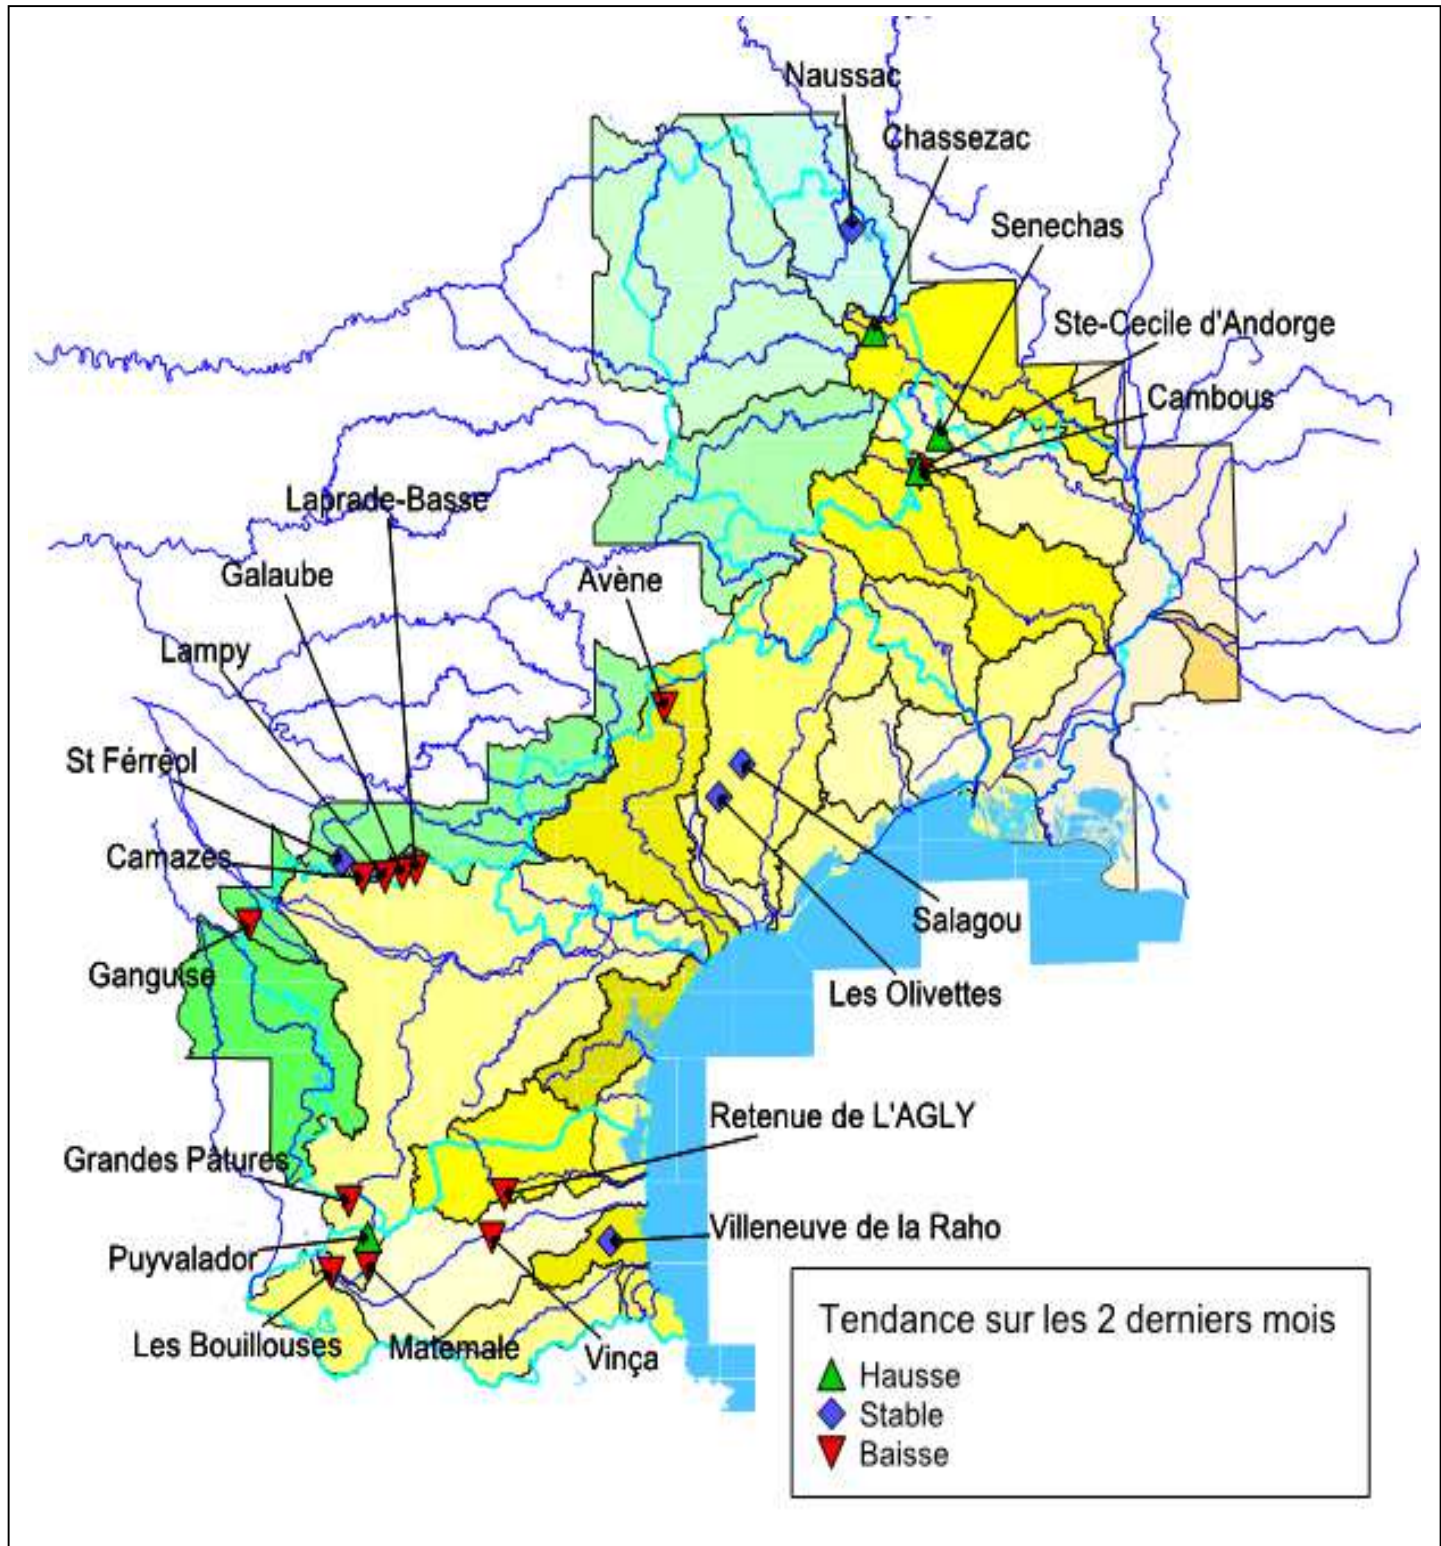 Naussac
Chassezac
Senechas
Ste-Cecile d'Andorge
Cambous
Laprade-Basse
Galaube
Avène
Lampy
St Férréol
Camazes
Salagou
Ganguise
Les Olivettes
Retenue de L'AGLY
Grandes Pàtures
Villeneuve de la Raho
Puyvalador
Les Bouillouses
Matemale
Vinça
Tendance sur les 2 derniers mois
Hausse
Stable
Baisse